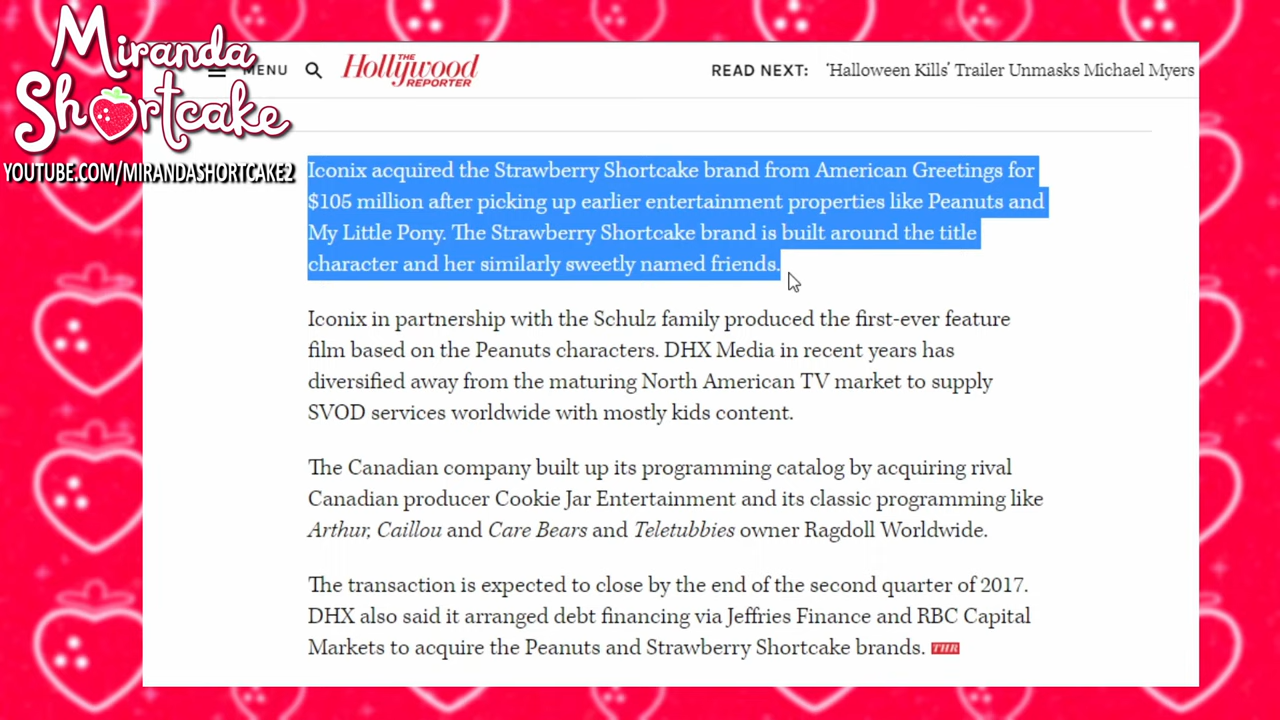 Miranda
Shortcake
YOUTUBE.COM/MIRANDASHORTCAKE2
MENU
THE
Hollywood
REPORTER
READ NEXT: 'Halloween Kills' Trailer Unmasks Michael Myers
Iconix acquired the Strawberry Shortcake brand from American Greetings for
$105 million after picking up earlier entertainment properties like Peanuts and
My Little Pony. The Strawberry Shortcake brand is built around the title
character and her similarly sweetly named friends.
Iconix in partnership with the Schulz family produced the first-ever feature
film based on the Peanuts characters. DHX Media in recent years has
diversified away from the maturing North American TV market to supply
SVOD services worldwide with mostly kids content.
The Canadian company built up its programming catalog by acquiring rival
Canadian producer Cookie Jar Entertainment and its classic programming like
Arthur, Caillou and Care Bears and Teletubbies owner Ragdoll Worldwide.
The transaction is expected to close by the end of the second quarter of 2017.
DHX also said it arranged debt financing via Jeffries Finance and RBC Capital
Markets to acquire the Peanuts and Strawberry Shortcake brands. THR